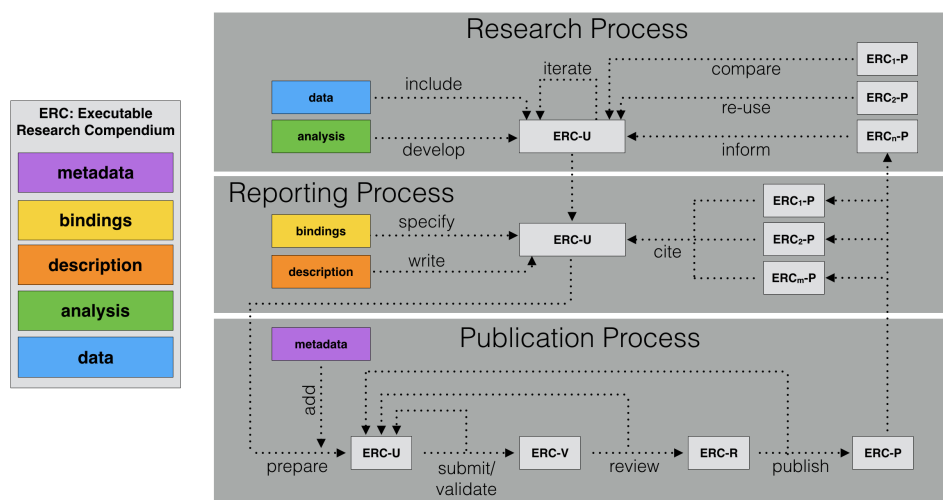 ERC: Executable
Research Compendium
metadata
bindings
description
analysis
data
Research Process
data
include
iterate
compare
ERC₁-P
re-use
ERC₂-P
analysis
develop
ERC-U
inform
ERCₙ-P
Reporting Process
bindings
specify
description
write
ERC-U
cite
ERC₁-P
ERC₂-P
ERCₘ-P
Publication Process
metadata
add
prepare
ERC-U
submit/
validate
ERC-V
review
ERC-R
publish
ERC-P